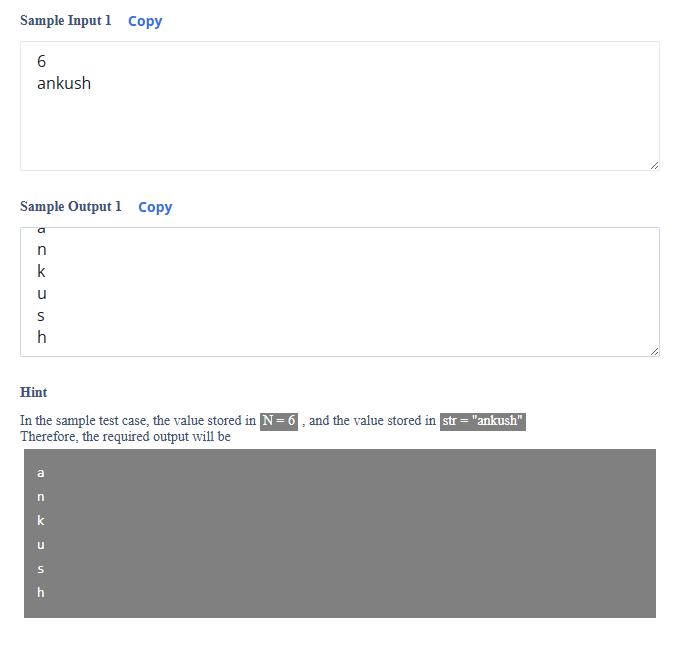 Sample Input 1 Copy
6
ankush
Sample Output 1 Copy
a
n
k
u
s
h
Hint
In the sample test case, the value stored in N = 6 , and the value stored in str = "ankush"
Therefore, the required output will be
a
n
k
u
s
h